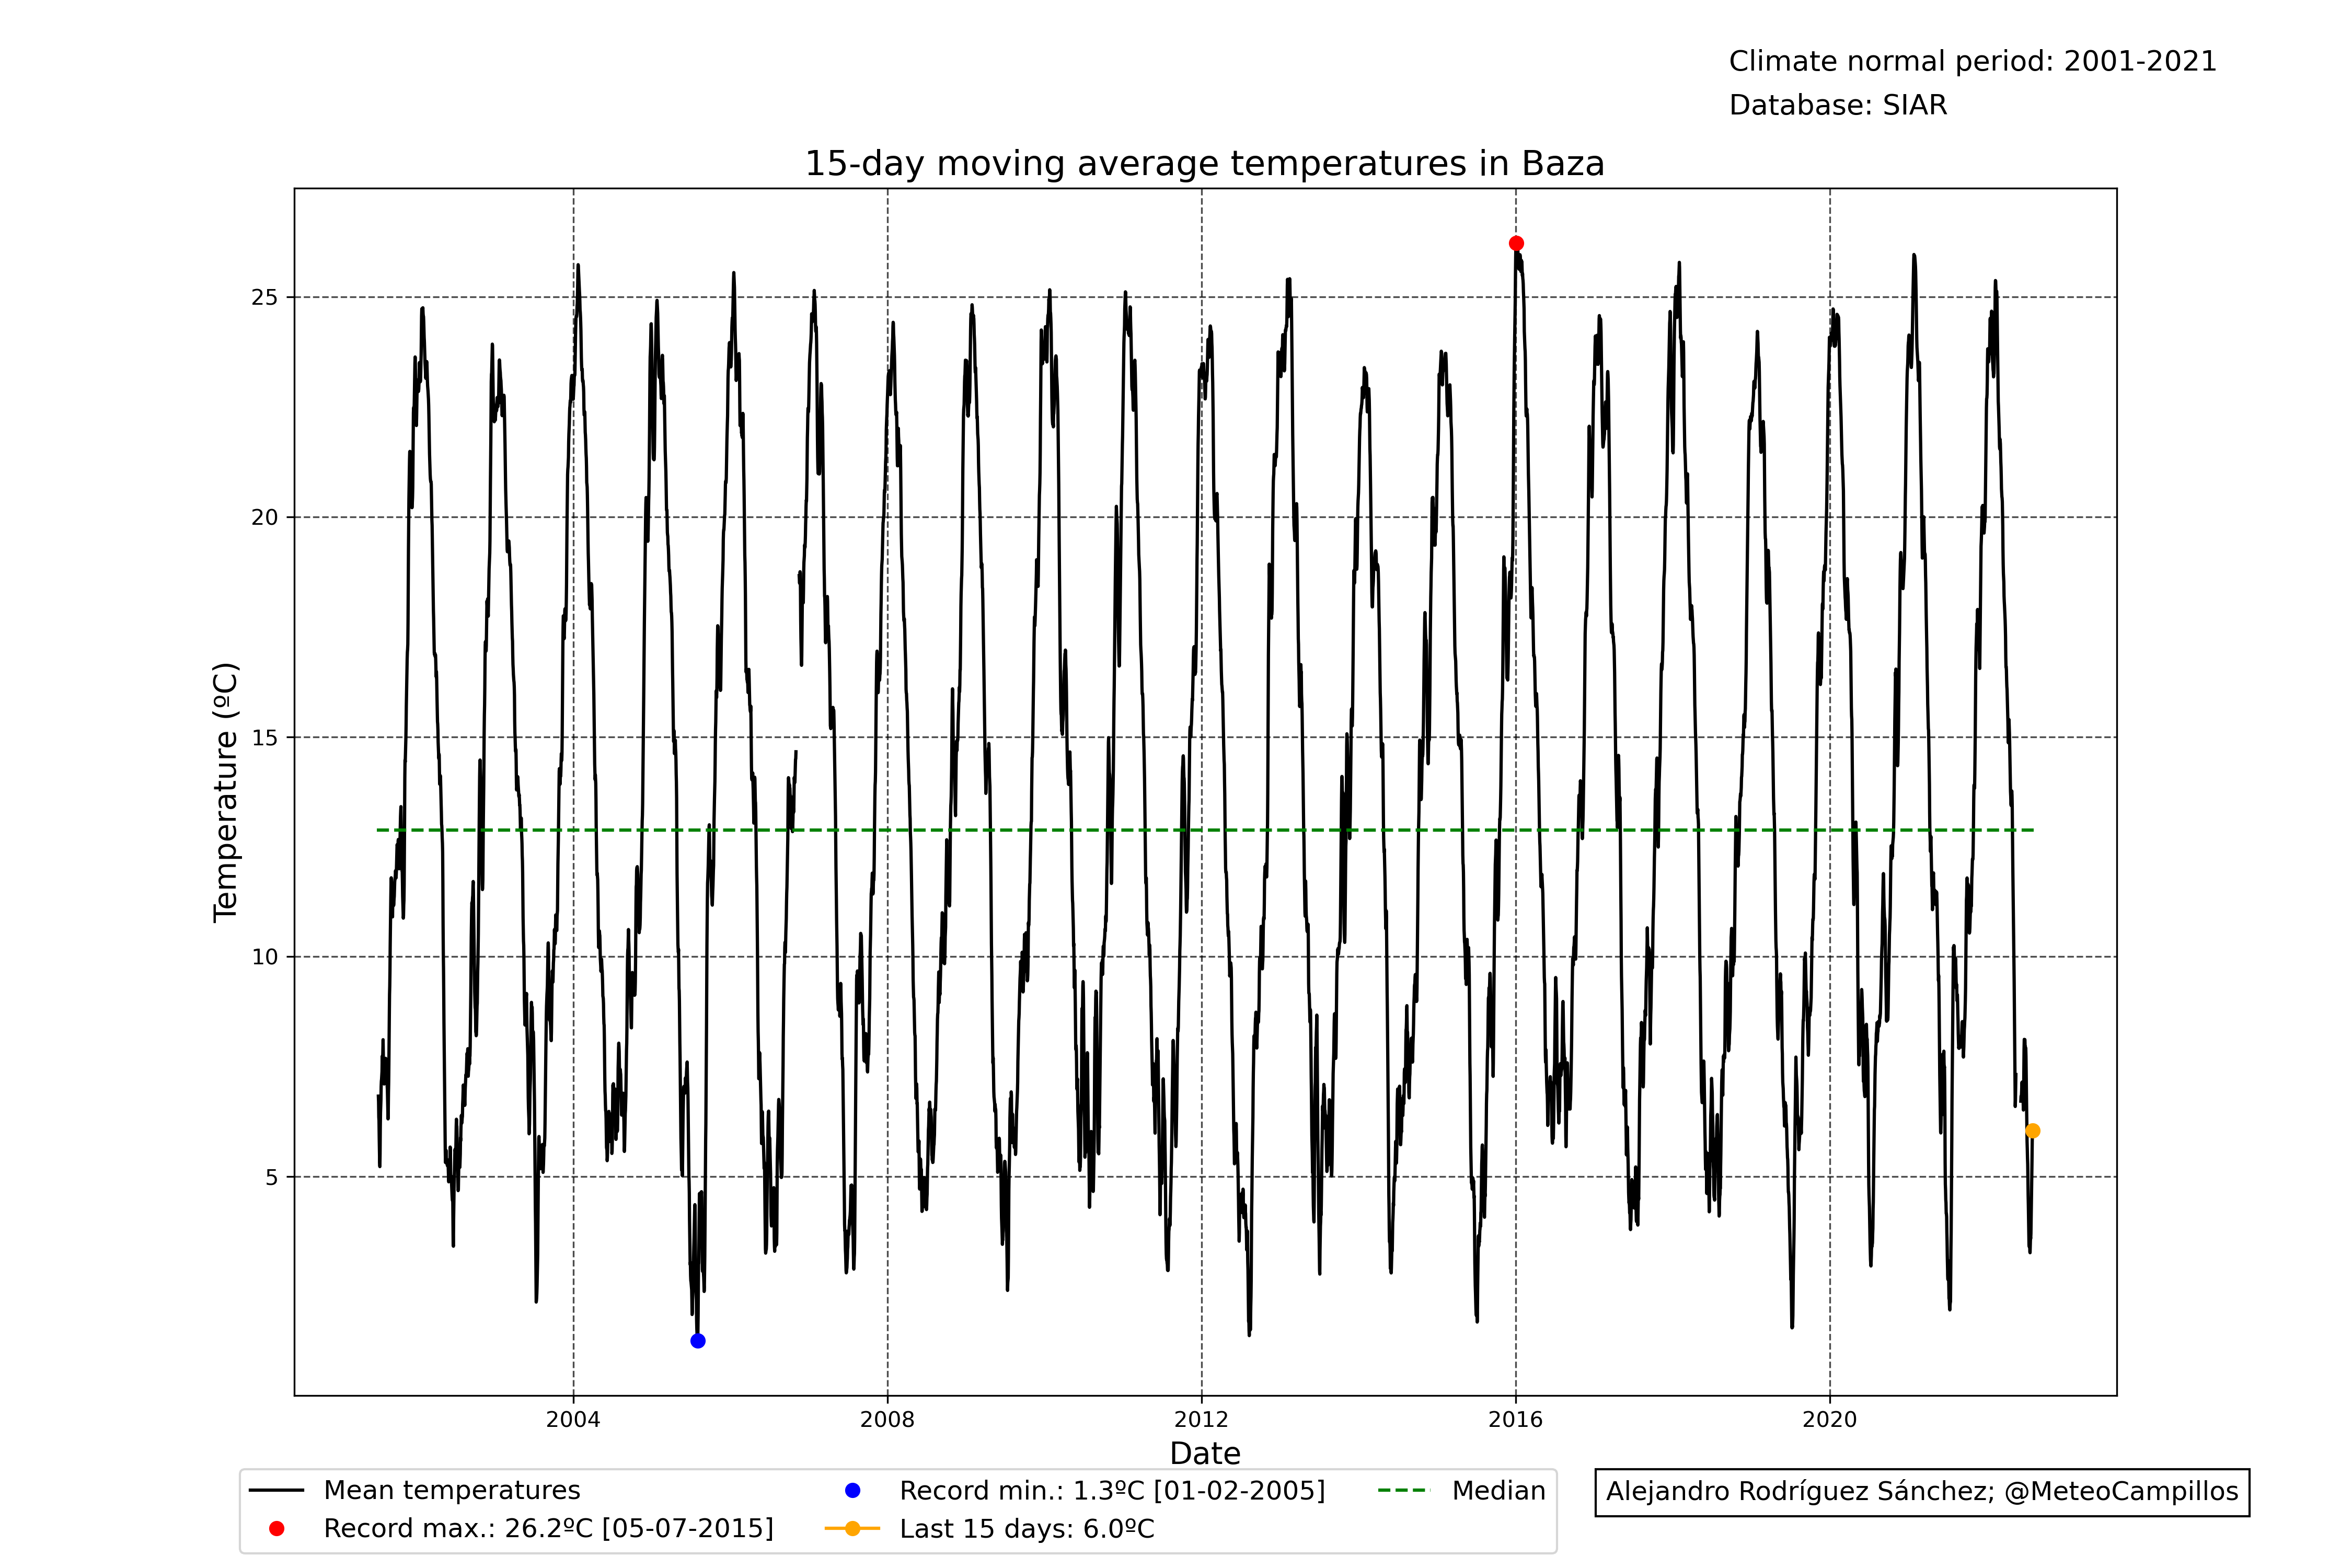 Climate normal period: 2001-2021
Database: SIAR
15-day moving average temperatures in Baza
25
20
15
10
5
Temperature (ºC)
2004
2008
2012
2016
2020
Date
Mean temperatures
Record max.: 26.2ºC [05-07-2015]
Record min.: 1.3ºC [01-02-2005]
Last 15 days: 6.0ºC
Median
Alejandro Rodríguez Sánchez; @MeteoCampillos